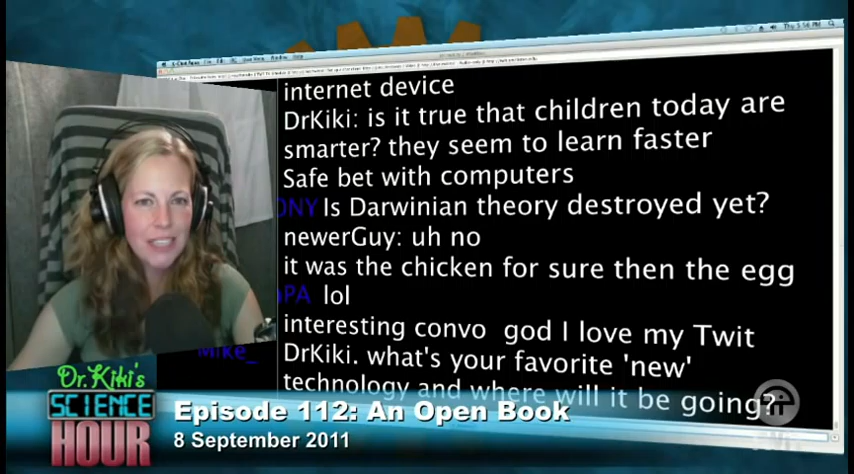 internet device
DrKiki: is it true that children today are
smarter? they seem to learn faster
Safe bet with computers
ONY Is Darwinian theory destroyed yet?
newerGuy: uh no
it was the chicken for sure then the egg
APA lol
interesting convo god I love my Twit
Mike_ DrKiki. what's your favorite 'new'
technology and where will it be going?
Dr.Kiki's
SCIENCE
HOUR
Episode 112: An Open Book
8 September 2011